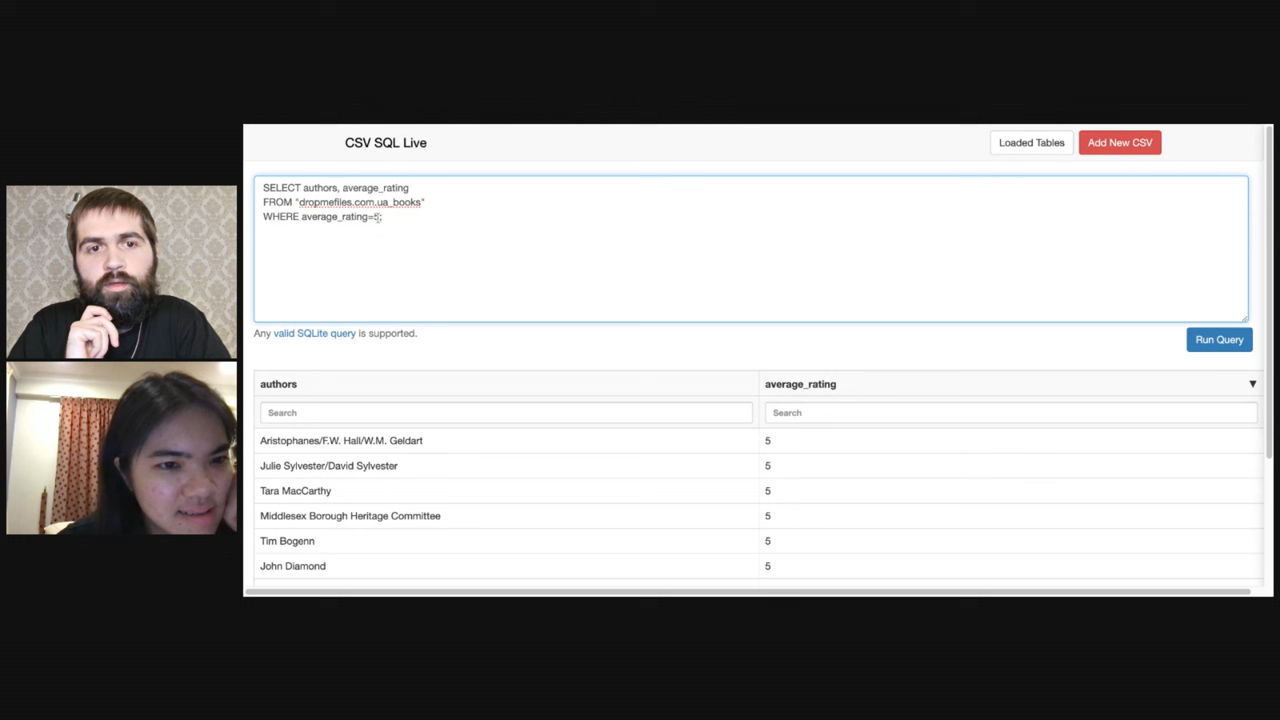 CSV SQL Live
Loaded Tables
Add New CSV
SELECT authors, average_rating
FROM "dropmefiles.com.ua_books"
WHERE average_rating=5;
Any valid SQLite query is supported.
Run Query
authors average_rating ▼
Search Search
Aristophanes/F.W. Hall/W.M. Geldart 5
Julie Sylvester/David Sylvester 5
Tara MacCarthy 5
Middlesex Borough Heritage Committee 5
Tim Bogenn 5
John Diamond 5